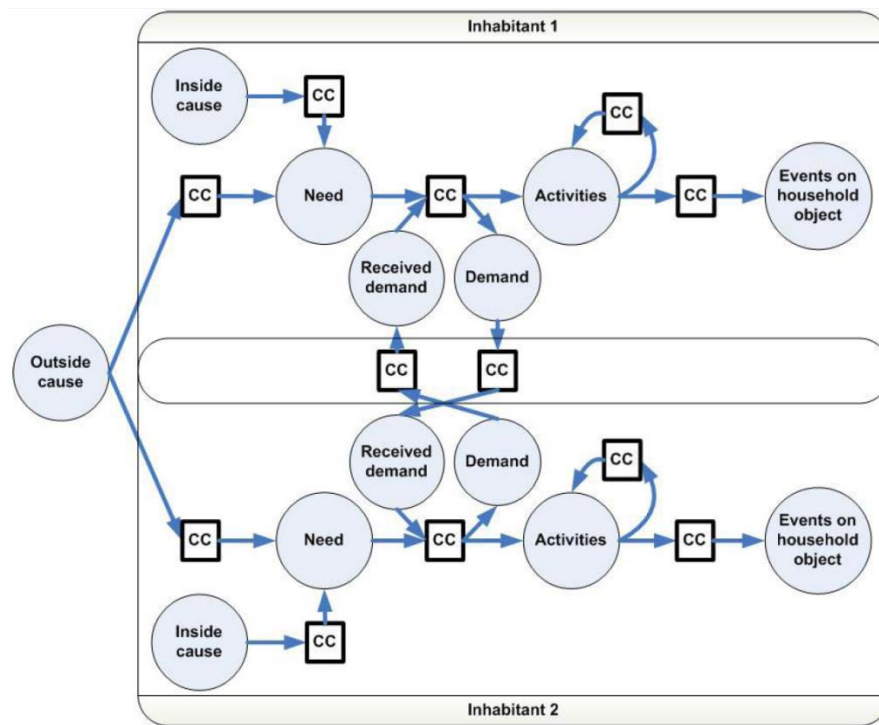 Inhabitant 1
Inside
cause
CC
CC
CC
Need
CC
Activities
CC
Events on
household
object
Received
demand
Demand
Outside
cause
CC
CC
Received
demand
Demand
CC
CC
Need
CC
Activities
CC
Events on
household
object
Inside
cause
CC
Inhabitant 2